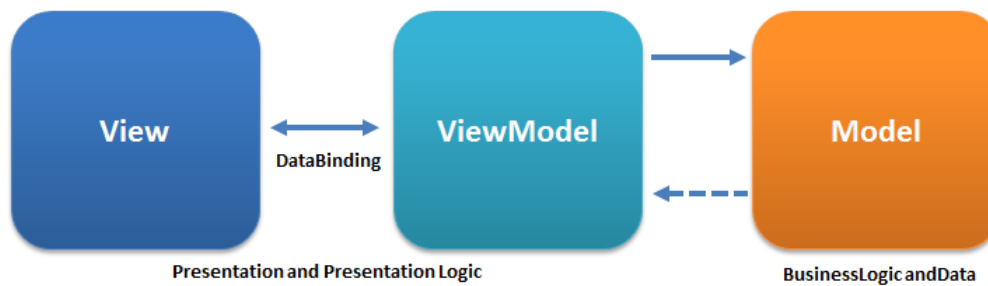 View
ViewModel
Model
DataBinding
Presentation and Presentation Logic
BusinessLogic andData